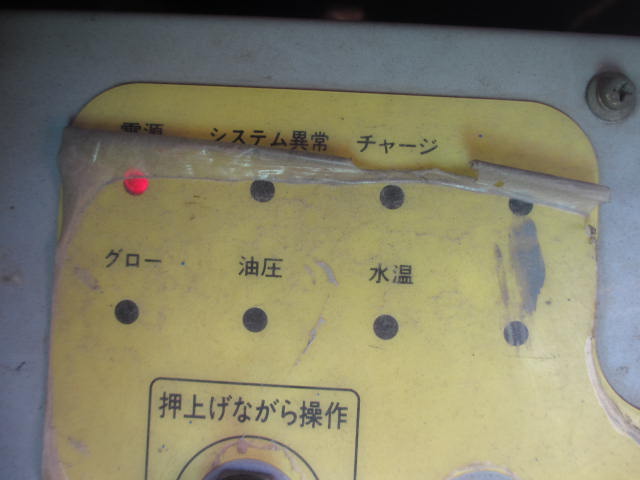 電源 システム異常 チャージ
グロー 油圧 水温
押上げながら操作